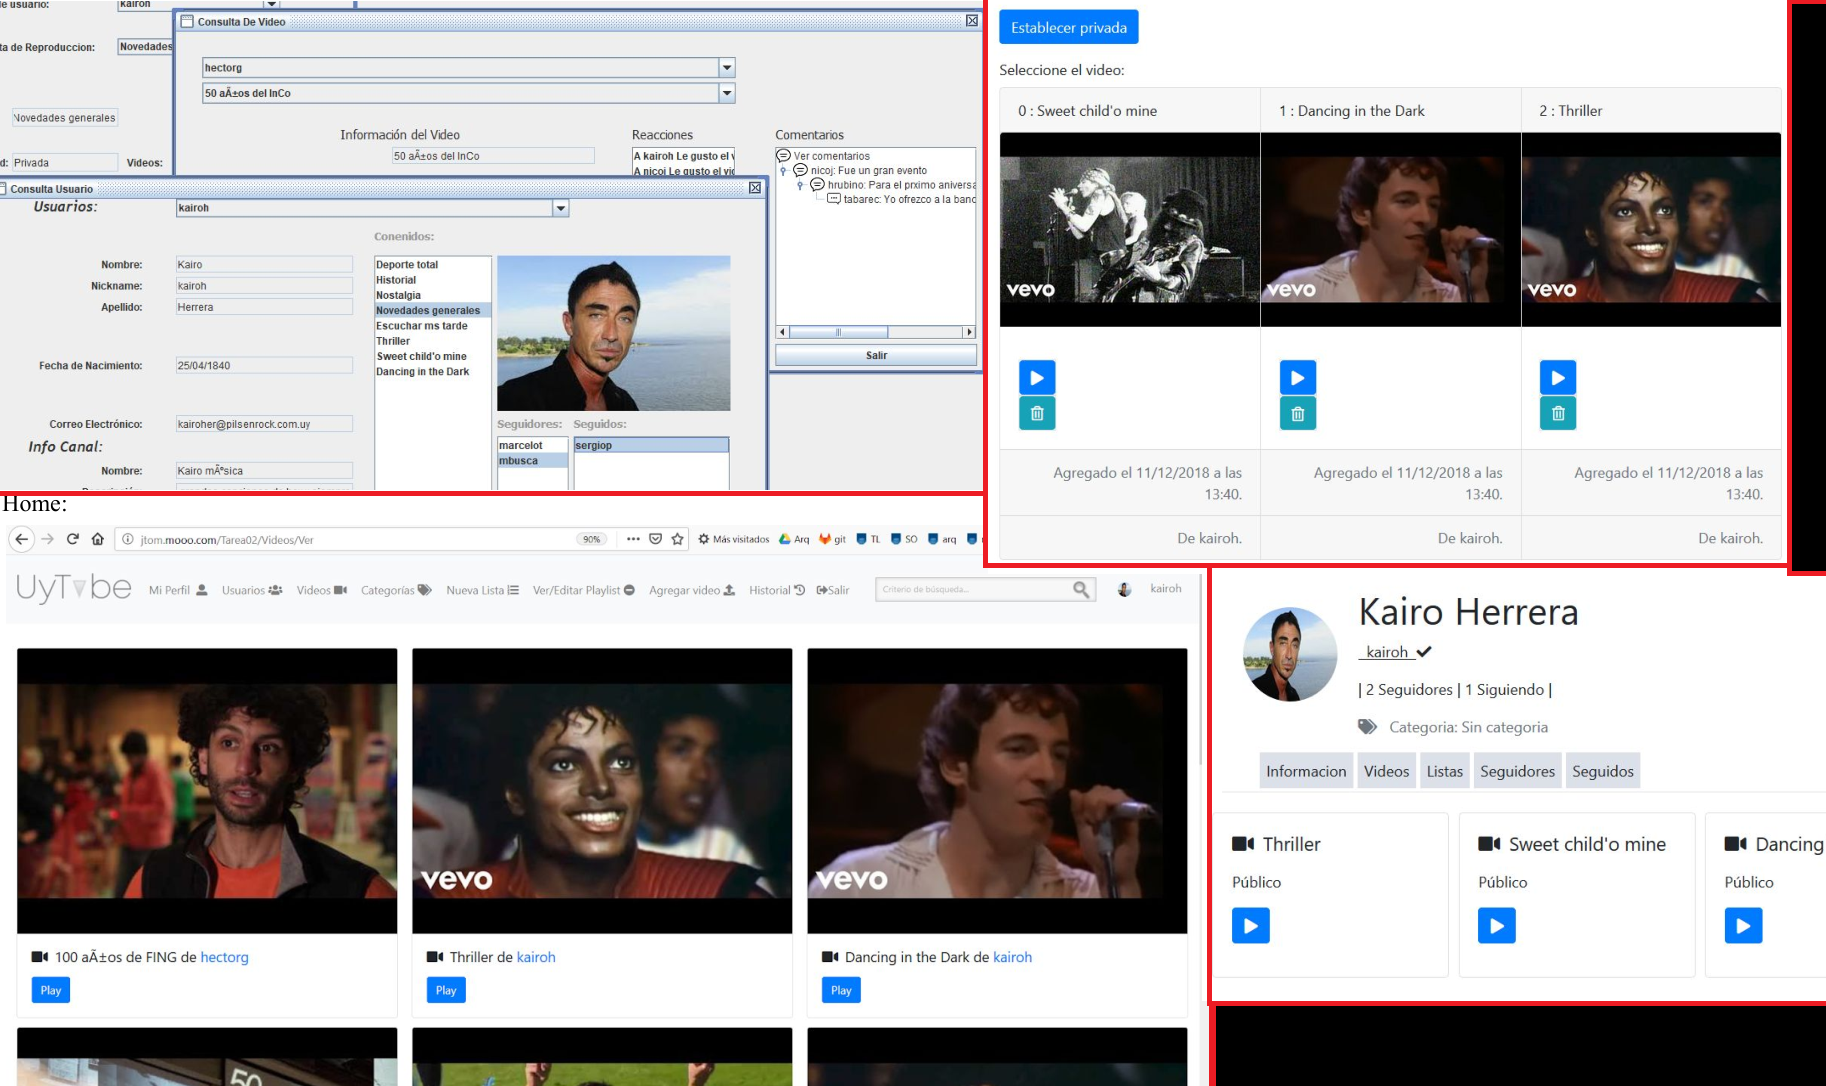 kairoh
Novedades
Novedades generales
Privada
Videos:
Consulta De Video
hectorg
50 aÃ±os del InCo
Información del Video
50 aÃ±os del InCo
Reacciones
A kairoh Le gusto el v
A nicoj Le gusto el vid
Comentarios
Ver comentarios
nicoj: Fue un gran evento
hrubino: Para el prximo aniversa
tabarec: Yo ofrezco a la banc
Salir
Consulta Usuario
Usuarios:
kairoh
Nombre:
Kairo
Nickname:
kairoh
Apellido:
Herrera
Fecha de Nacimiento:
25/04/1840
Correo Electrónico:
kairoher@pilsenrock.com.uy
Info Canal:
Nombre:
Kairo mÃºsica
Conenidos:
Deporte total
Historial
Nostalgia
Novedades generales
Escuchar ms tarde
Thriller
Sweet child'o mine
Dancing in the Dark
Seguidores:
marcelot
mbusca
Seguidos:
sergiop
Establecer privada
Seleccione el video:
0 : Sweet child'o mine
1 : Dancing in the Dark
2 : Thriller
vevo
vevo
vevo
Agregado el 11/12/2018 a las
13:40.
Agregado el 11/12/2018 a las
13:40.
Agregado el 11/12/2018 a las
13:40.
De kairoh.
De kairoh.
De kairoh.
Home:
jtom.mooo.com/Tarea02/Videos/Ver
90%
Más visitados Arq git TL SO arq
UyTube
Mi Perfil Usuarios Videos Categorías Nueva Lista Ver/Editar Playlist Agregar video Historial Salir
Criterio de búsqueda...
kairoh
vevo
vevo
100 aÃ±os de FING de hectorg
Play
Thriller de kairoh
Play
Dancing in the Dark de kairoh
Play
50
Kairo Herrera
kairoh
| 2 Seguidores | 1 Siguiendo |
Categoria: Sin categoria
Informacion Videos Listas Seguidores Seguidos
Thriller
Público
Sweet child'o mine
Público
Dancing
Público